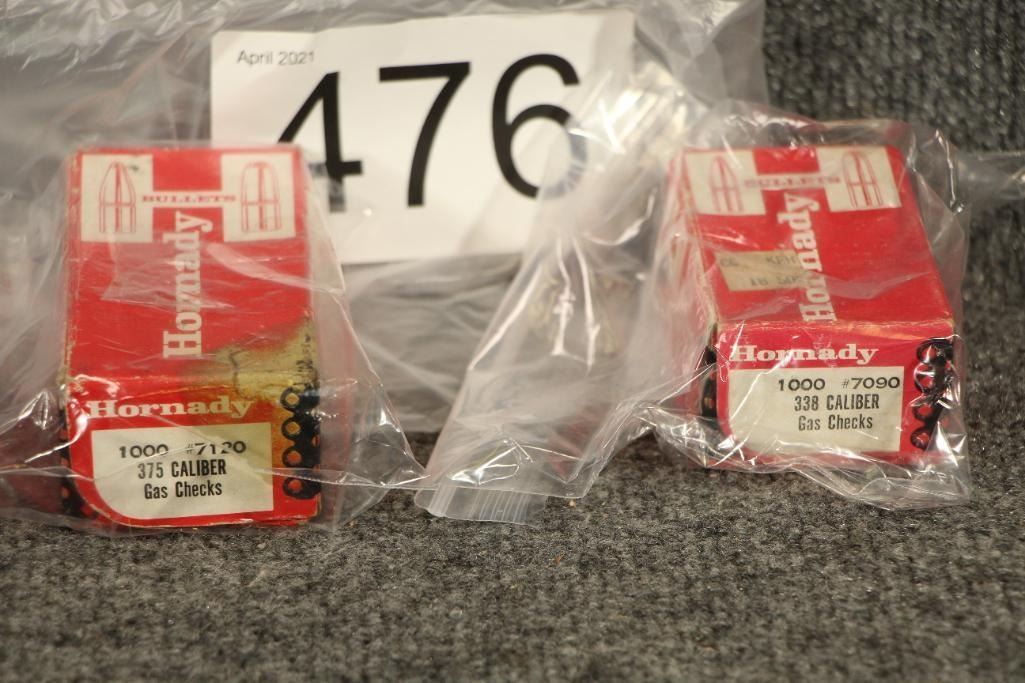 April 2021
476
BULLETS
Hornady
Hornady
1000 #7120
375 CALIBER
Gas Checks
BULLETS
Hornady
Hornady
1000 #7090
338 CALIBER
Gas Checks